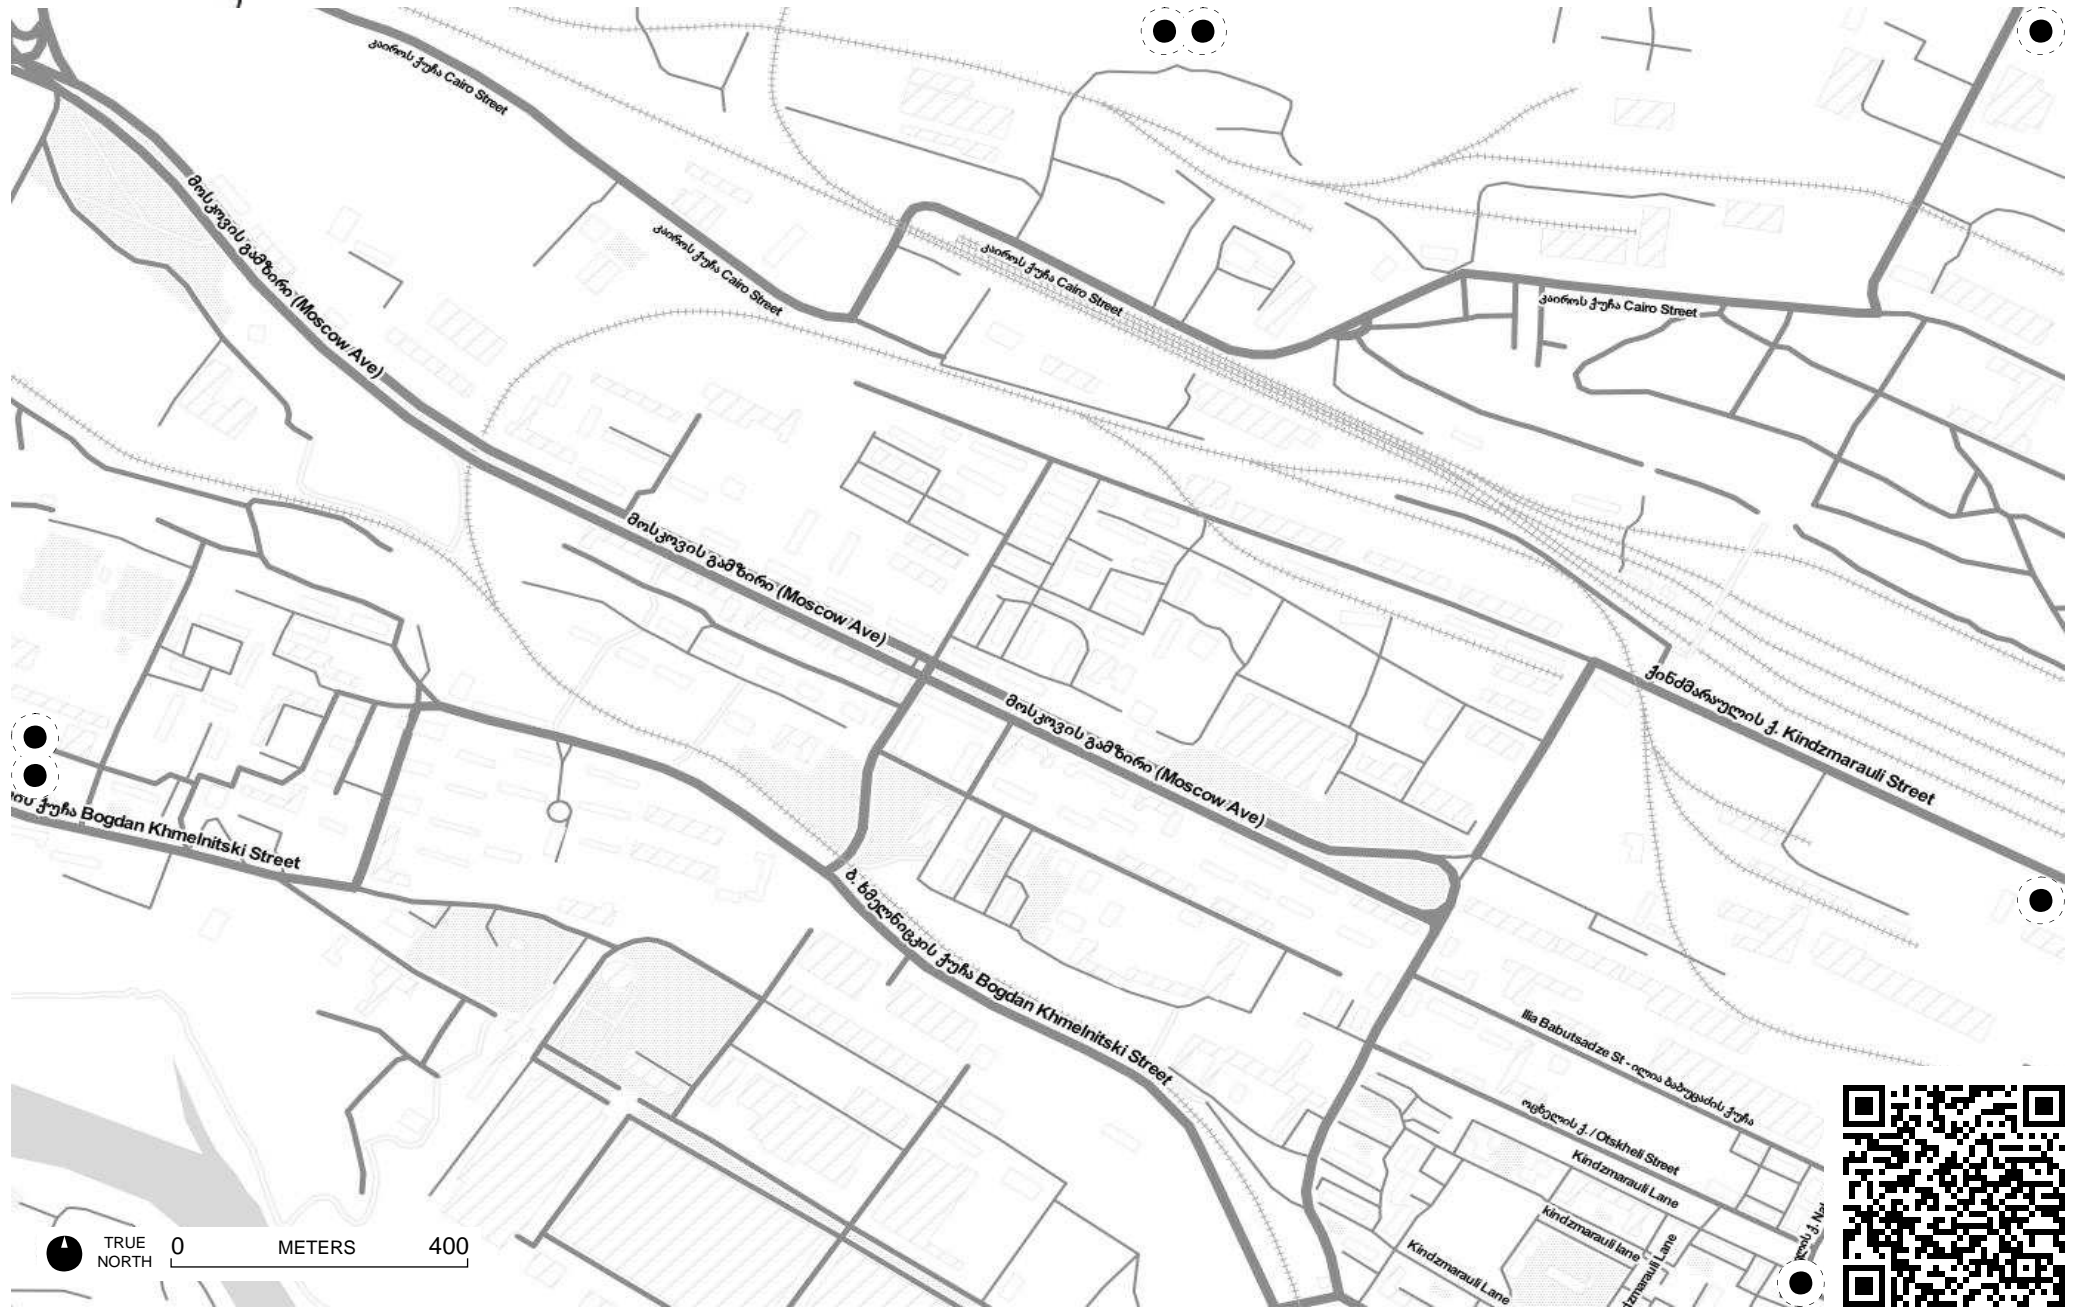 კაიროს ქუჩა Cairo Street
კაიროს ქუჩა Cairo Street
კაიროს ქუჩა Cairo Street
კაიროს ქუჩა Cairo Street
მოსკოვის გამზირი (Moscow Ave)
მოსკოვის გამზირი (Moscow Ave)
მოსკოვის გამზირი (Moscow Ave)
ქინძმარაულის ქ. Kindzmarauli Street
ქუჩა Bogdan Khmelnitski Street
ბ. ხმელნიცკის ქუჩა Bogdan Khmelnitski Street
Ilia Babutsadze St - ილია ბაბუცაძის ქუჩა
ოცხელის ქ. / Otskheli Street
Kindzmarauli Lane
kindzmarauli lane
Kindzmarauli Lane
TRUE
NORTH
0 METERS 400